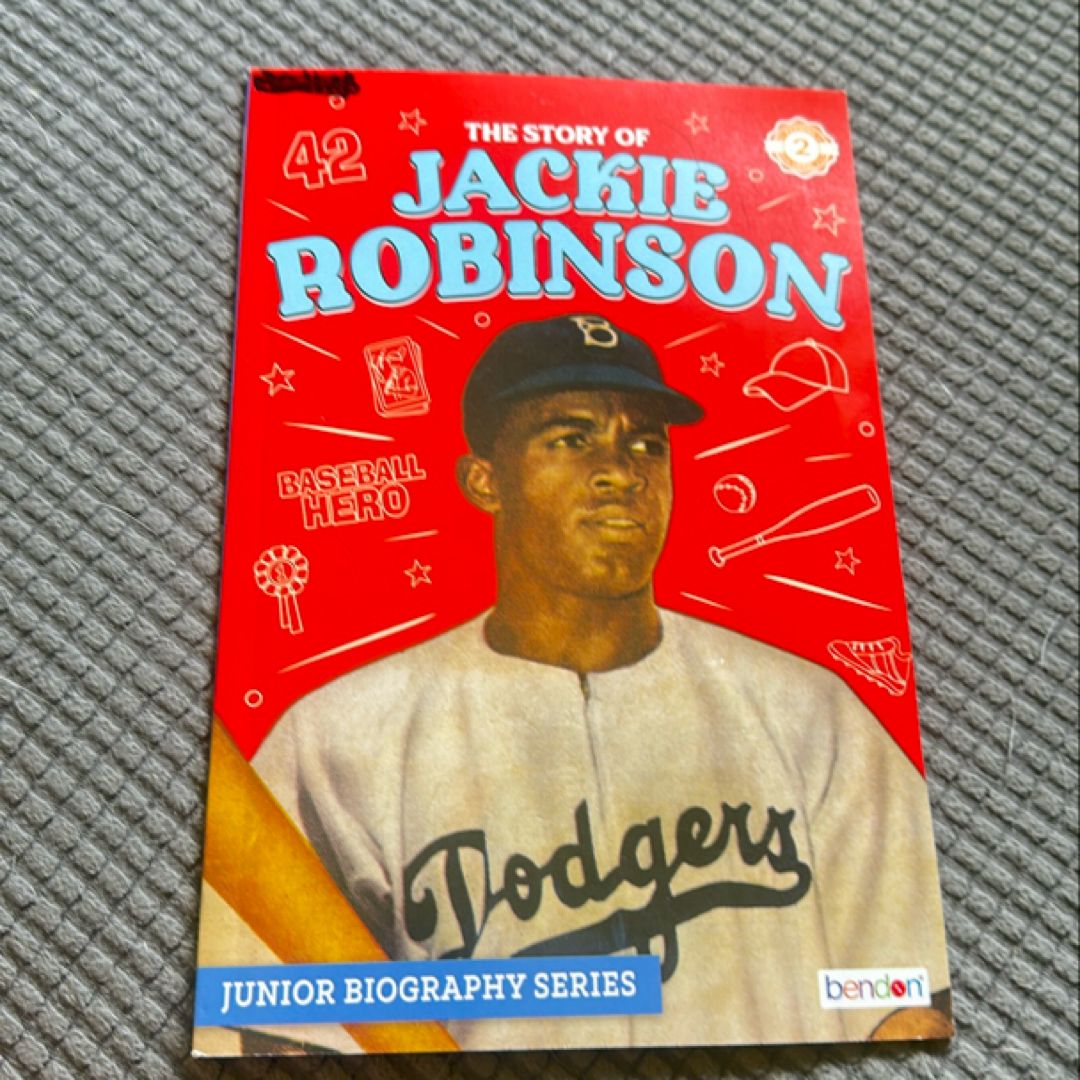 42
THE STORY OF
JACKIE
ROBINSON
2
B
BASEBALL
HERO
Dodgers
JUNIOR BIOGRAPHY SERIES
bendon